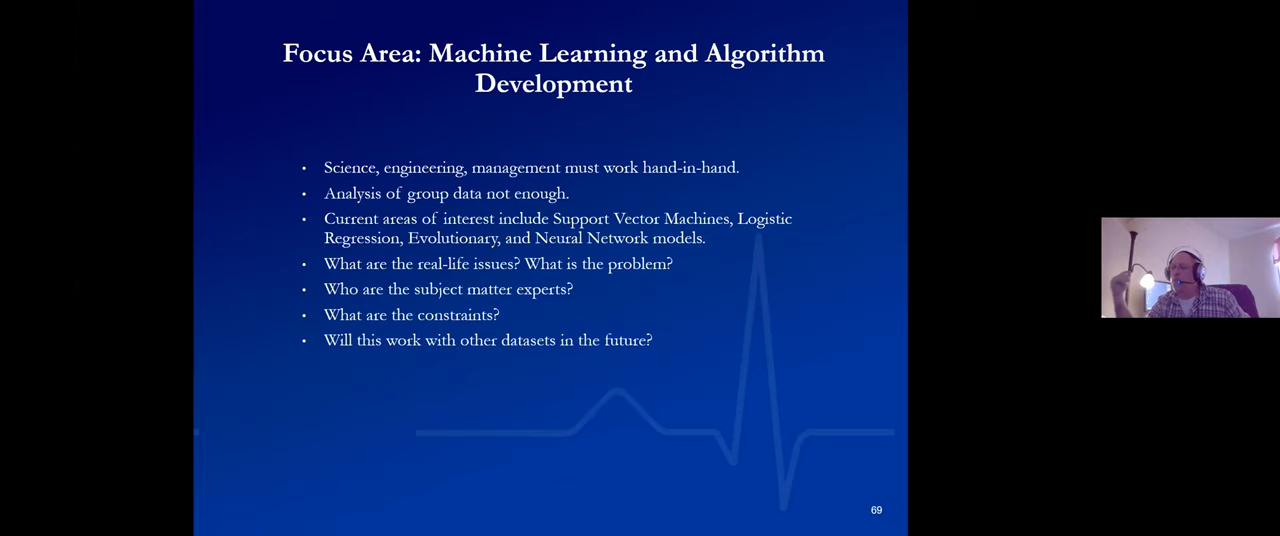 Focus Area: Machine Learning and Algorithm
Development
• Science, engineering, management must work hand-in-hand.
• Analysis of group data not enough.
• Current areas of interest include Support Vector Machines, Logistic
Regression, Evolutionary, and Neural Network models.
• What are the real-life issues? What is the problem?
• Who are the subject matter experts?
• What are the constraints?
• Will this work with other datasets in the future?
69